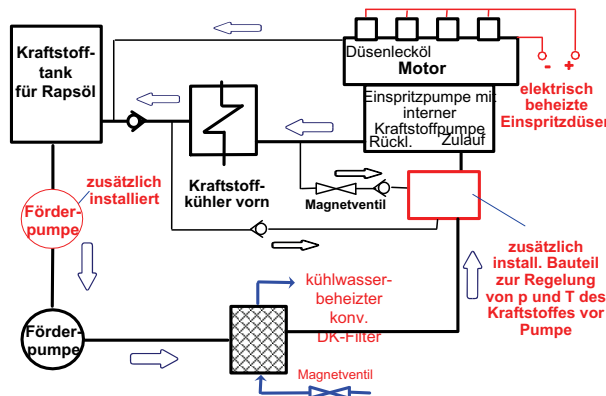 Kraftstoff-
tank
für Rapsöl
Düsenlecköl
Motor
- +
elektrisch
beheizte
Einspritzdüsen
Einspritzpumpe mit
interner
Kraftstoffpumpe
Rückl. Zulauf
Kraftstoff-
kühler vorn
Magnetventil
zusätzlich
installiert
Förder-
pumpe
zusätzlich
install. Bauteil
zur Regelung
von p und T des
Kraftstoffes vor
Pumpe
kühlwasser-
beheizter
konv.
DK-Filter
Förder-
pumpe
Magnetventil